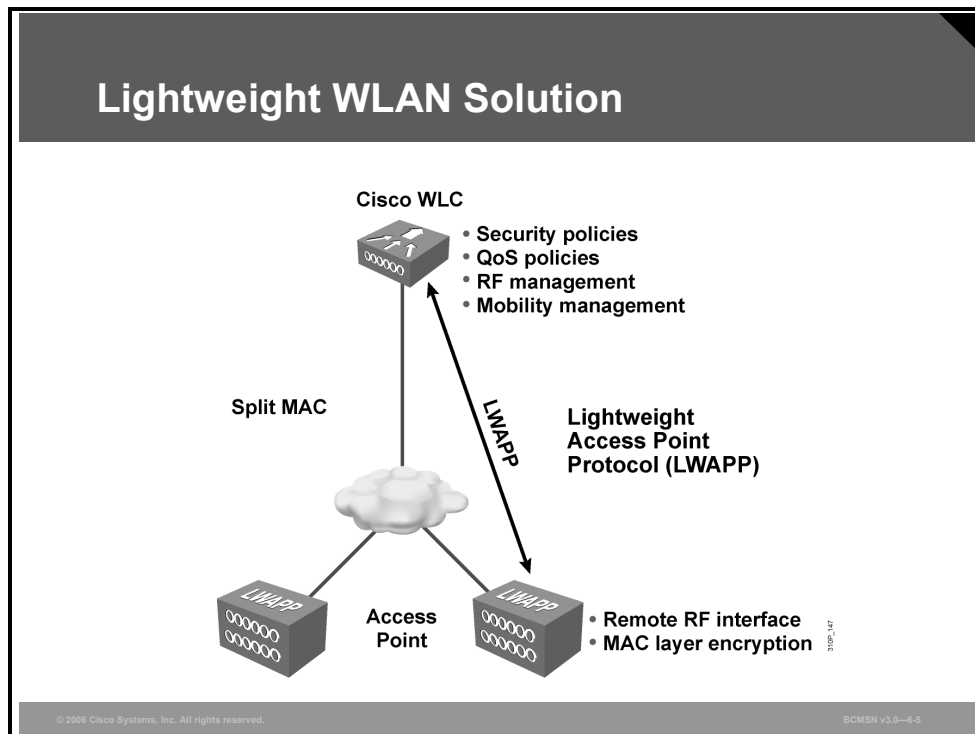 Lightweight WLAN Solution
Cisco WLC
• Security policies
• QoS policies
• RF management
• Mobility management
Split MAC
LWAPP
Lightweight
Access Point
Protocol (LWAPP)
LWAPP
LWAPP
Access
Point
• Remote RF interface
• MAC layer encryption
310P_147
© 2006 Cisco Systems, Inc. All rights reserved.
BCMSN v3.0—6-5